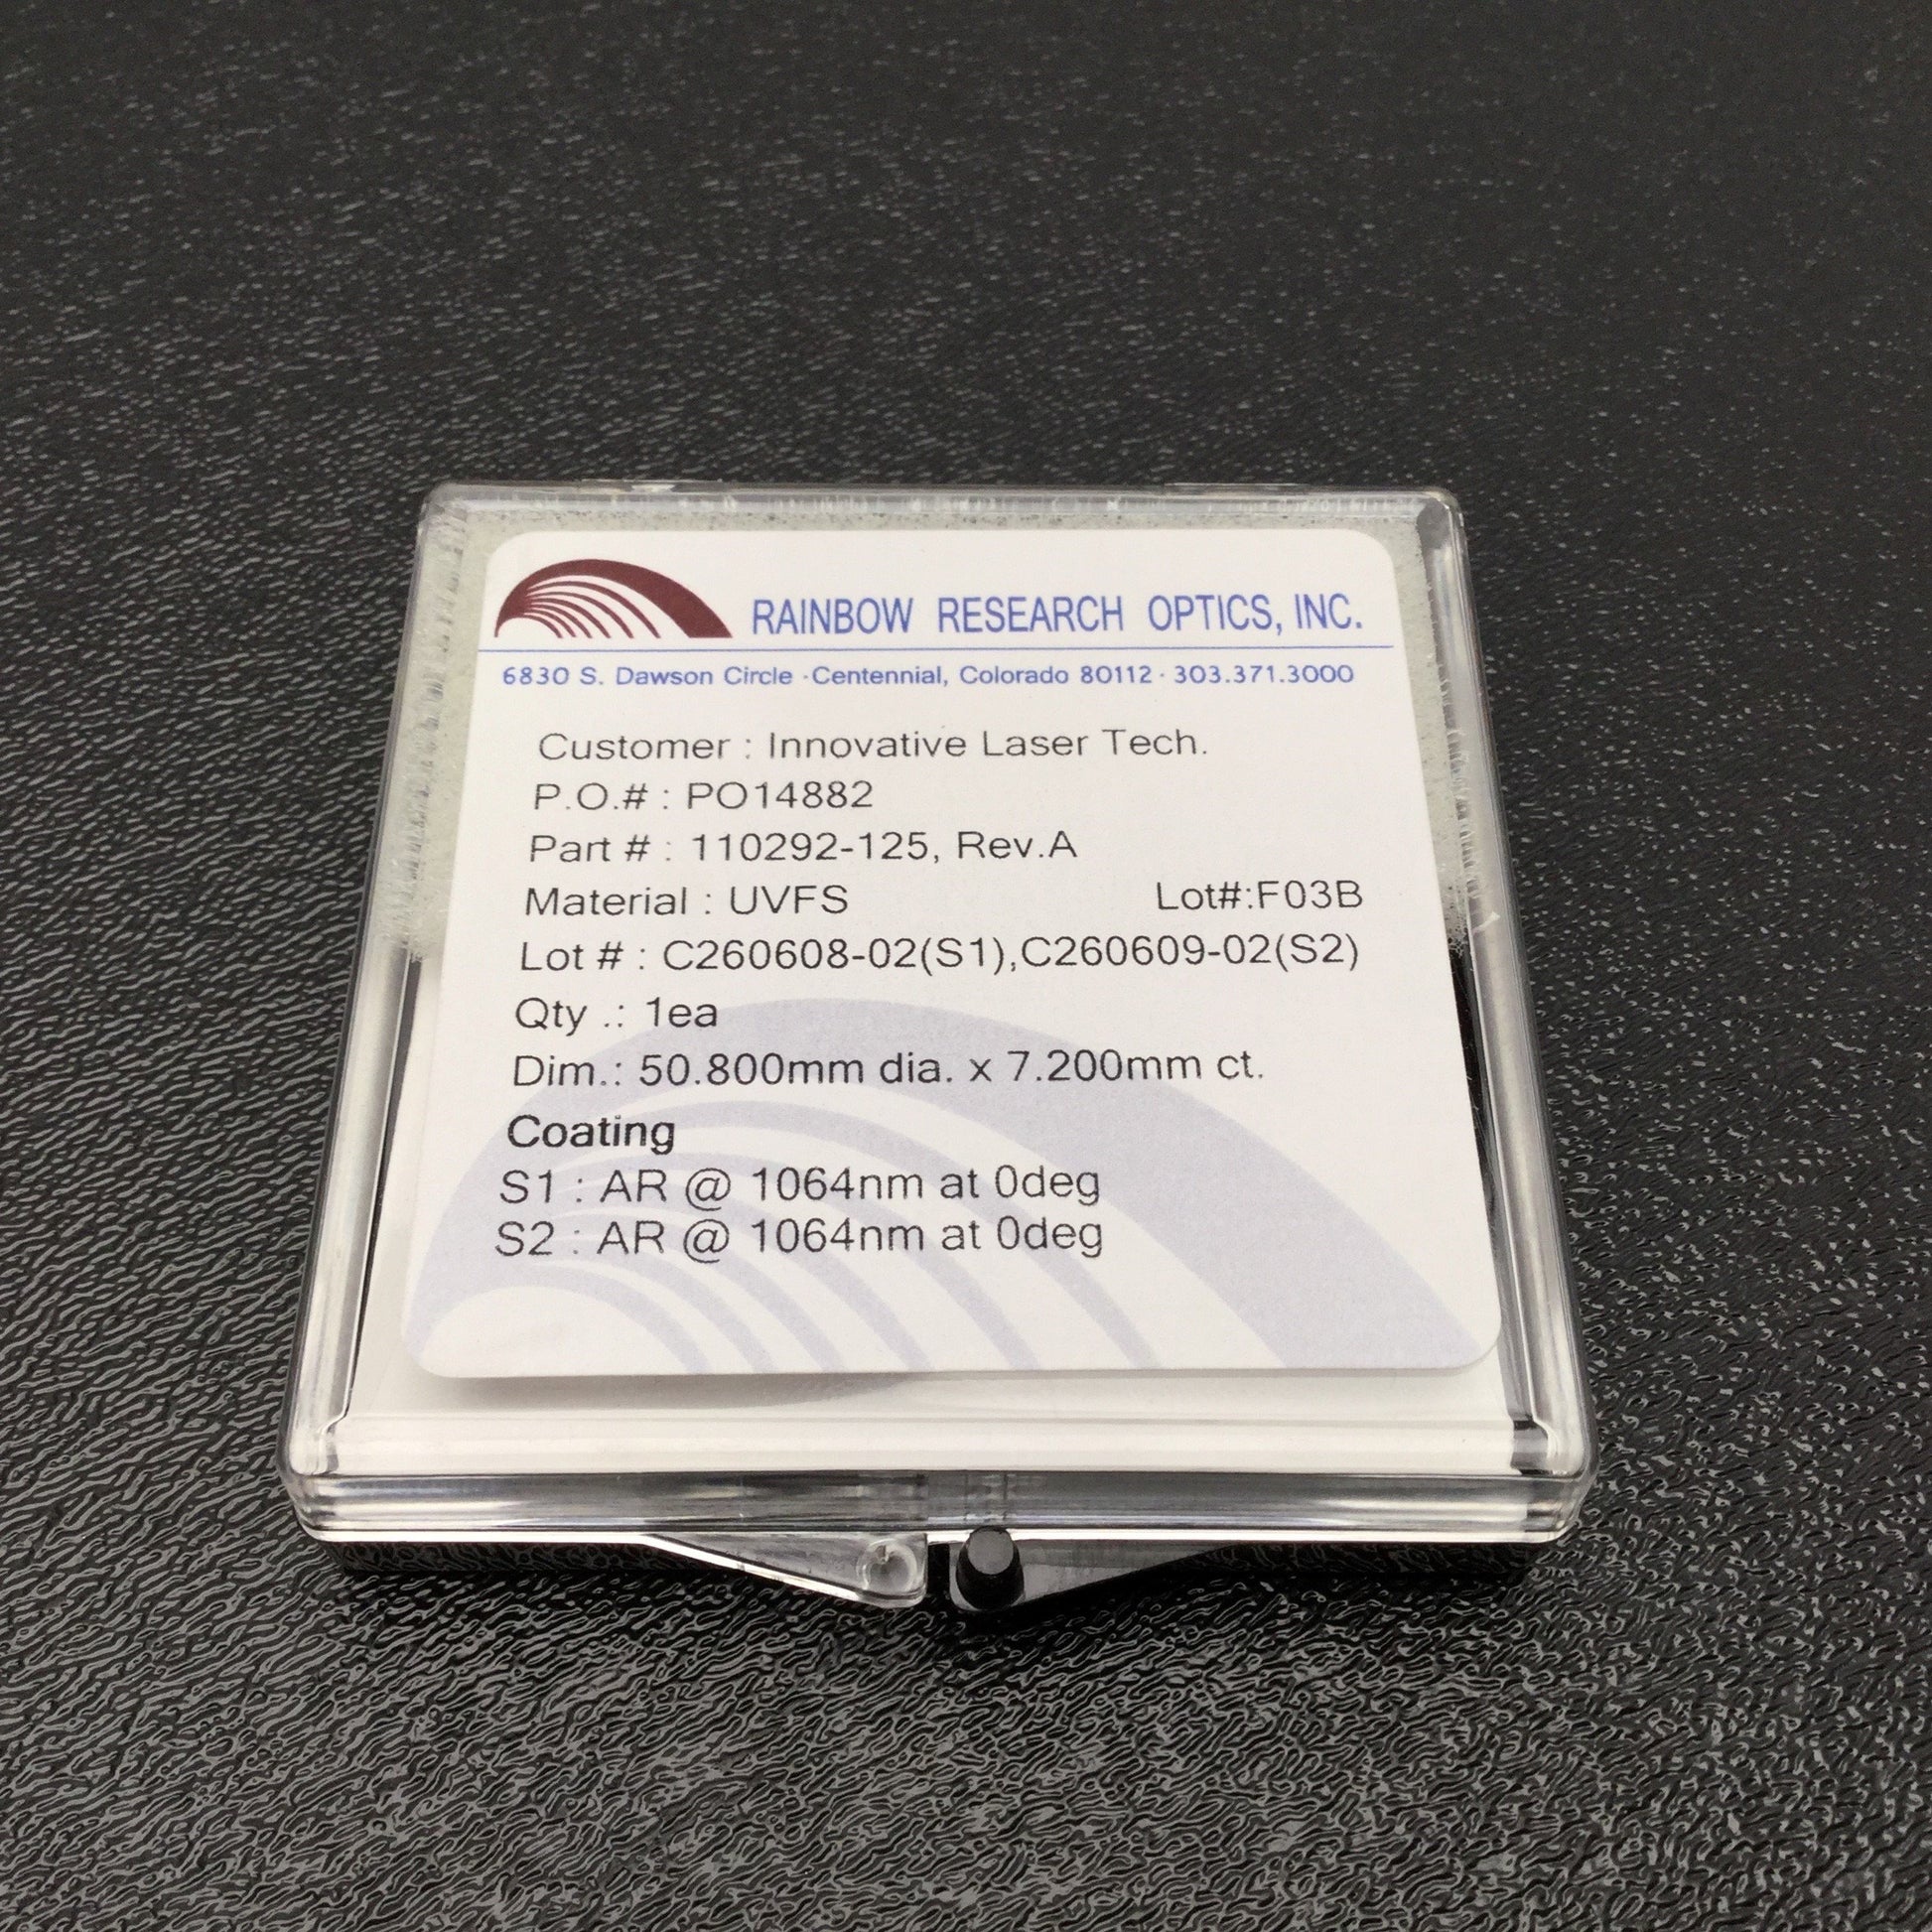 RAINBOW RESEARCH OPTICS, INC.
6830 S. Dawson Circle · Centennial, Colorado 80112 · 303.371.3000
Customer : Innovative Laser Tech.
P.O.# : PO14882
Part # : 110292-125, Rev.A
Material : UVFS Lot#:F03B
Lot # : C260608-02(S1),C260609-02(S2)
Qty .: 1ea
Dim.: 50.800mm dia. x 7.200mm ct.
Coating
S1 : AR @ 1064nm at 0deg
S2 : AR @ 1064nm at 0deg